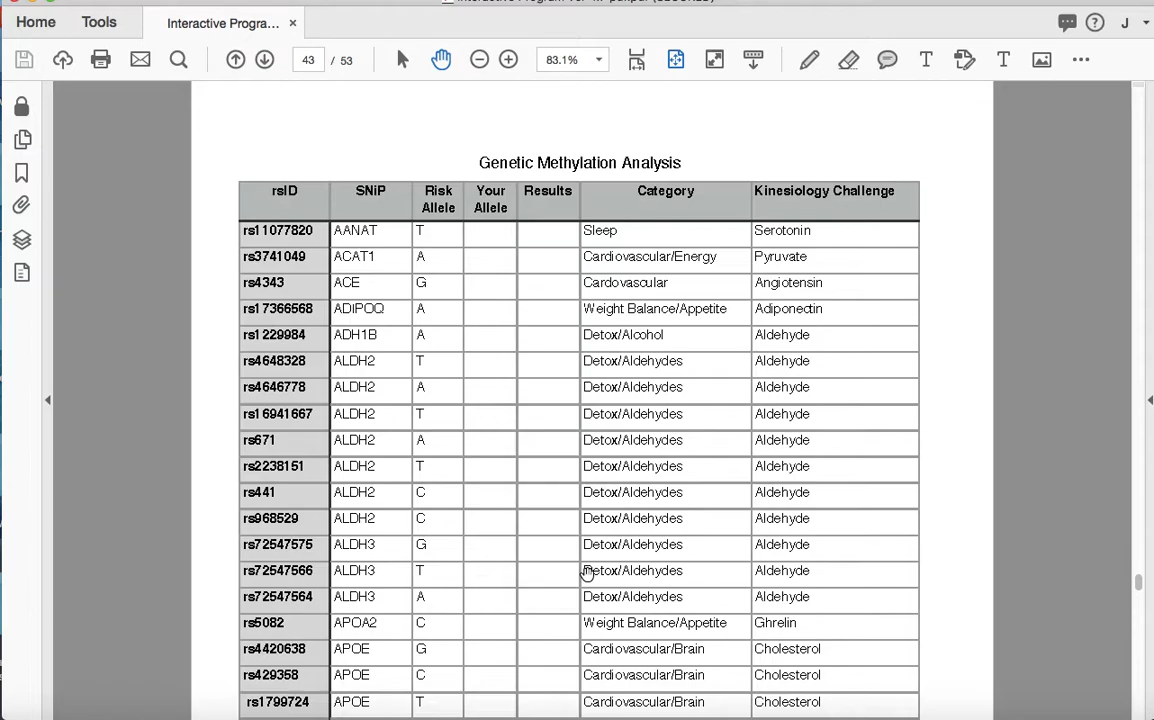 Home Tools Interactive Progra... × ? J
43 / 53 83.1%
Genetic Methylation Analysis
rsID SNiP Risk Allele Your Allele Results Category Kinesiology Challenge
rs11077820 AANAT T Sleep Serotonin
rs3741049 ACAT1 A Cardiovascular/Energy Pyruvate
rs4343 ACE G Cardovascular Angiotensin
rs17366568 ADIPOQ A Weight Balance/Appetite Adiponectin
rs1229984 ADH1B A Detox/Alcohol Aldehyde
rs4648328 ALDH2 T Detox/Aldehydes Aldehyde
rs4646778 ALDH2 A Detox/Aldehydes Aldehyde
rs16941667 ALDH2 T Detox/Aldehydes Aldehyde
rs671 ALDH2 A Detox/Aldehydes Aldehyde
rs2238151 ALDH2 T Detox/Aldehydes Aldehyde
rs441 ALDH2 C Detox/Aldehydes Aldehyde
rs968529 ALDH2 C Detox/Aldehydes Aldehyde
rs72547575 ALDH3 G Detox/Aldehydes Aldehyde
rs72547566 ALDH3 T Detox/Aldehydes Aldehyde
rs72547564 ALDH3 A Detox/Aldehydes Aldehyde
rs5082 APOA2 C Weight Balance/Appetite Ghrelin
rs4420638 APOE G Cardiovascular/Brain Cholesterol
rs429358 APOE C Cardiovascular/Brain Cholesterol
rs1799724 APOE T Cardiovascular/Brain Cholesterol